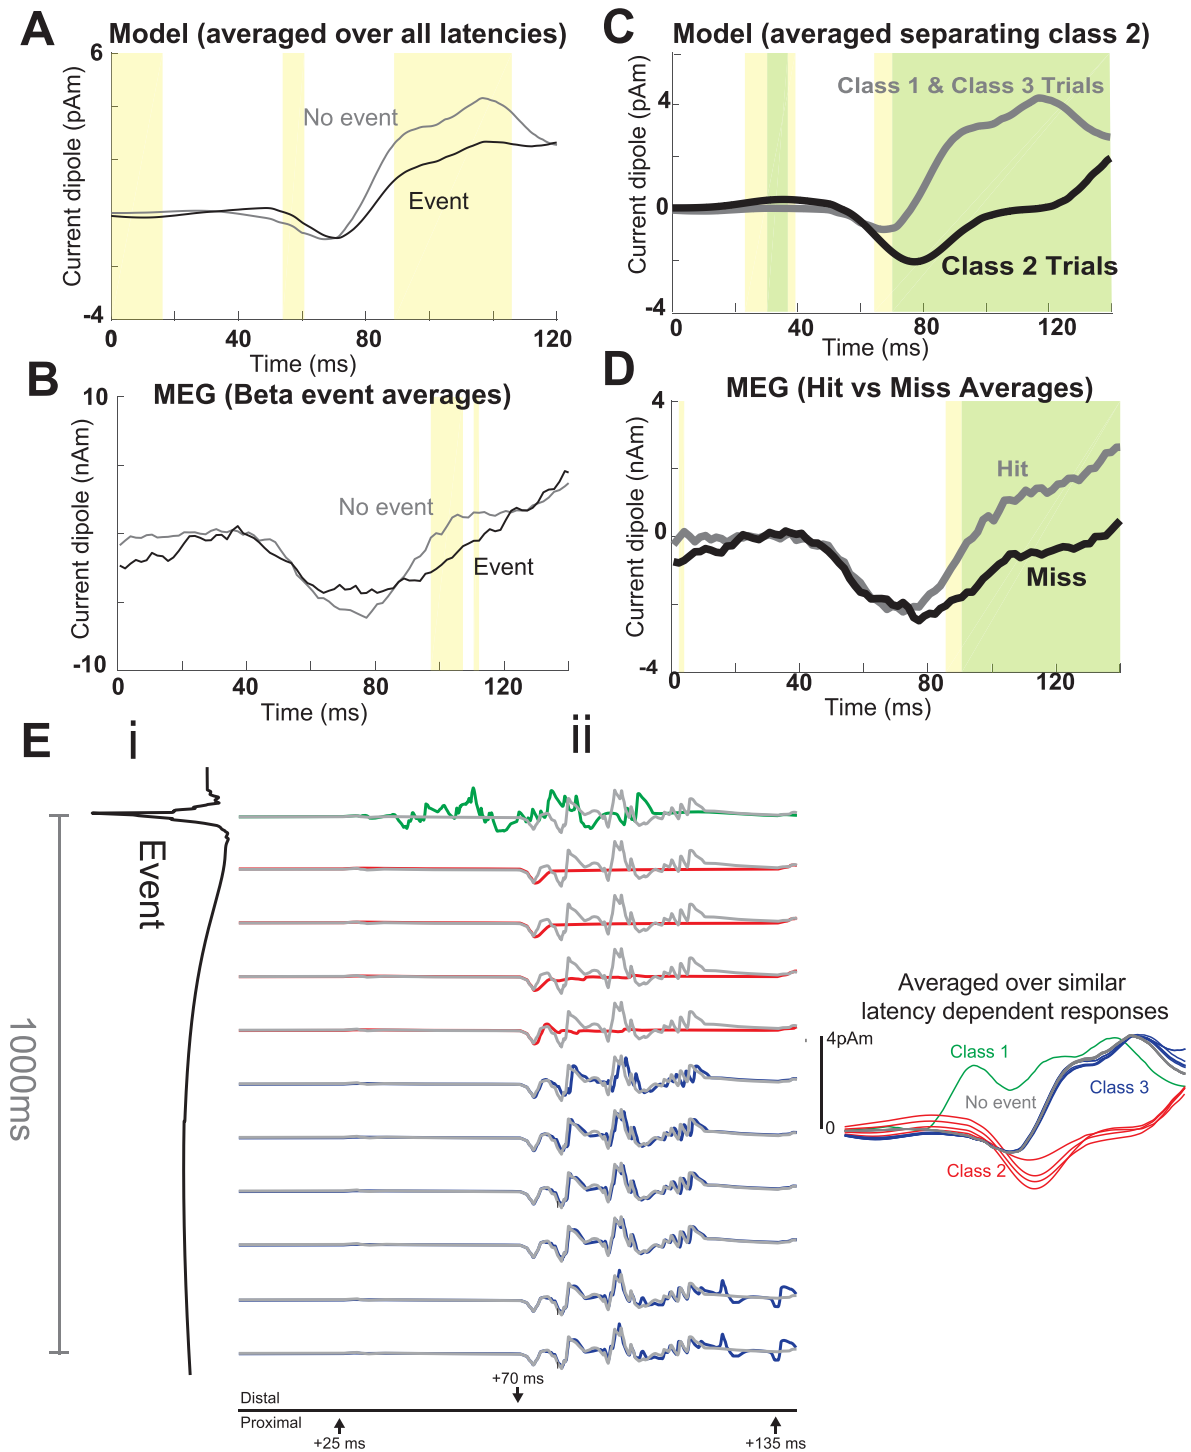 A
Model (averaged over all latencies)
6
Current dipole (pAm)
No event
Event
-4
0
40
80
120
Time (ms)
C
Model (averaged separating class 2)
Current dipole (pAm)
4
0
-4
Class 1 & Class 3 Trials
Class 2 Trials
0
40
80
120
Time (ms)
B
MEG (Beta event averages)
10
Current dipole (nAm)
No event
Event
-10
0
40
80
120
Time (ms)
D
MEG (Hit vs Miss Averages)
4
Current dipole (nAm)
0
Hit
Miss
-4
0
40
80
120
Time (ms)
E
i
ii
Event
1000ms
Averaged over similar
latency dependent responses
4pAm
0
Class 1
No event
Class 3
Class 2
+70 ms
Distal
Proximal
+25 ms
+135 ms